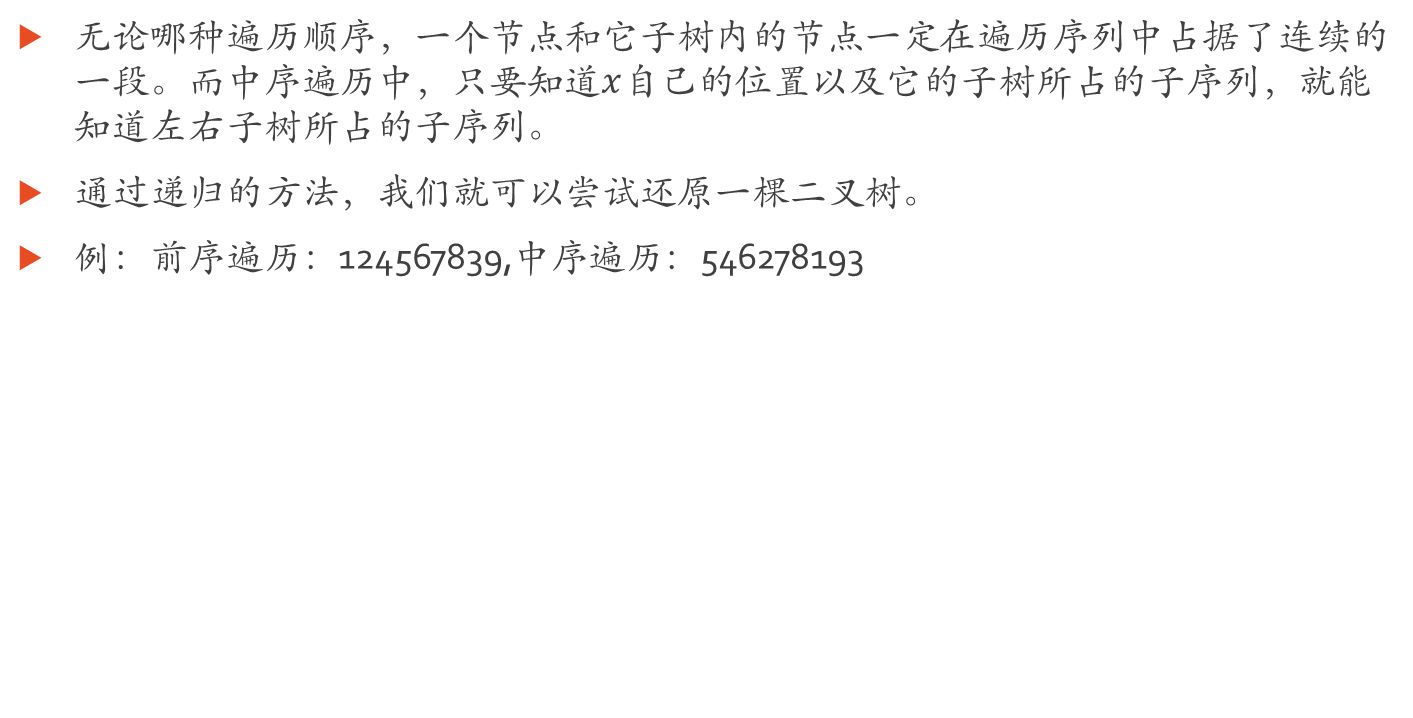 ▶ 无论哪种遍历顺序，一个节点和它子树内的节点一定在遍历序列中占据了连续的
一段。而中序遍历中，只要知道x自己的位置以及它的子树所占的子序列，就能
知道左右子树所占的子序列。
▶ 通过递归的方法，我们就可以尝试还原一棵二叉树。
▶ 例：前序遍历：124567839,中序遍历：546278193